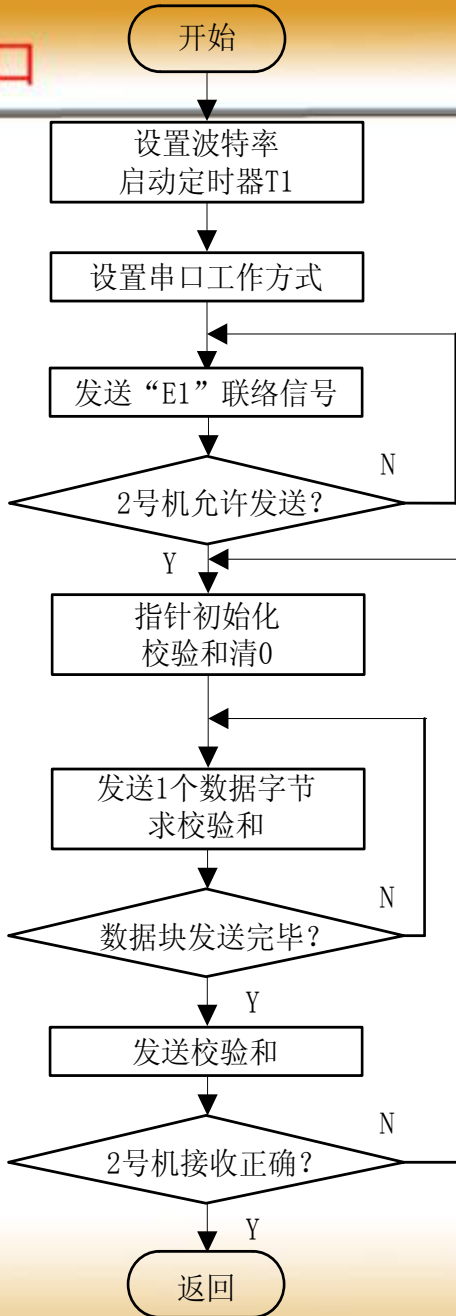 开始
口
设置波特率
启动定时器T1
设置串口工作方式
发送“E1”联络信号
N
2号机允许发送?
Y
指针初始化
校验和清0
发送1个数据字节
求校验和
N
数据块发送完毕?
Y
发送校验和
N
2号机接收正确?
Y
返回